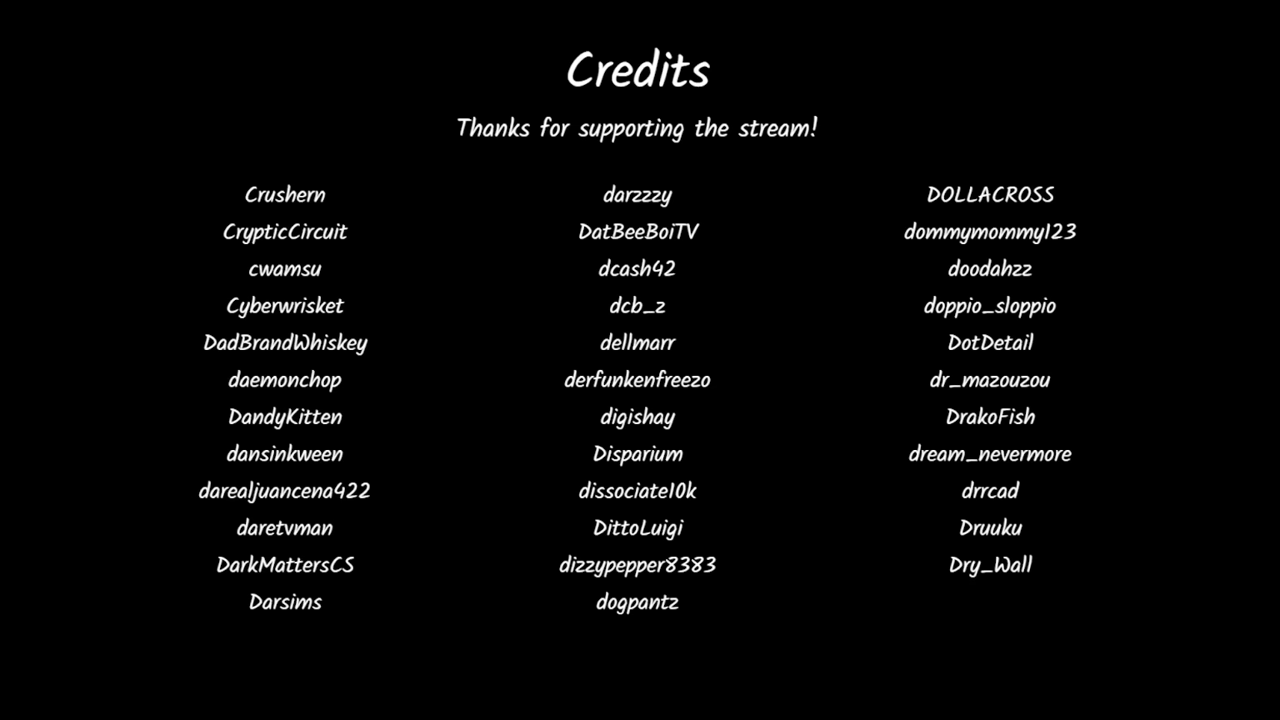 Credits
Thanks for supporting the stream!
Crushern
CrypticCircuit
cwamsu
Cyberwrisket
DadBrandWhiskey
daemonchop
DandyKitten
dansinkween
darealjuancena422
daretvman
DarkMattersCS
Darsims
darzzzy
DatBeeBoiTV
dcash42
dcb_z
dellmarr
derfunkenfreezo
digishay
Disparium
dissociate10k
DittoLuigi
dizzypepper8383
dogpantz
DOLLACROSS
dommymommy123
doodahzz
doppio_sloppio
DotDetail
dr_mazouzou
DrakoFish
dream_nevermore
drrcad
Druuku
Dry_Wall